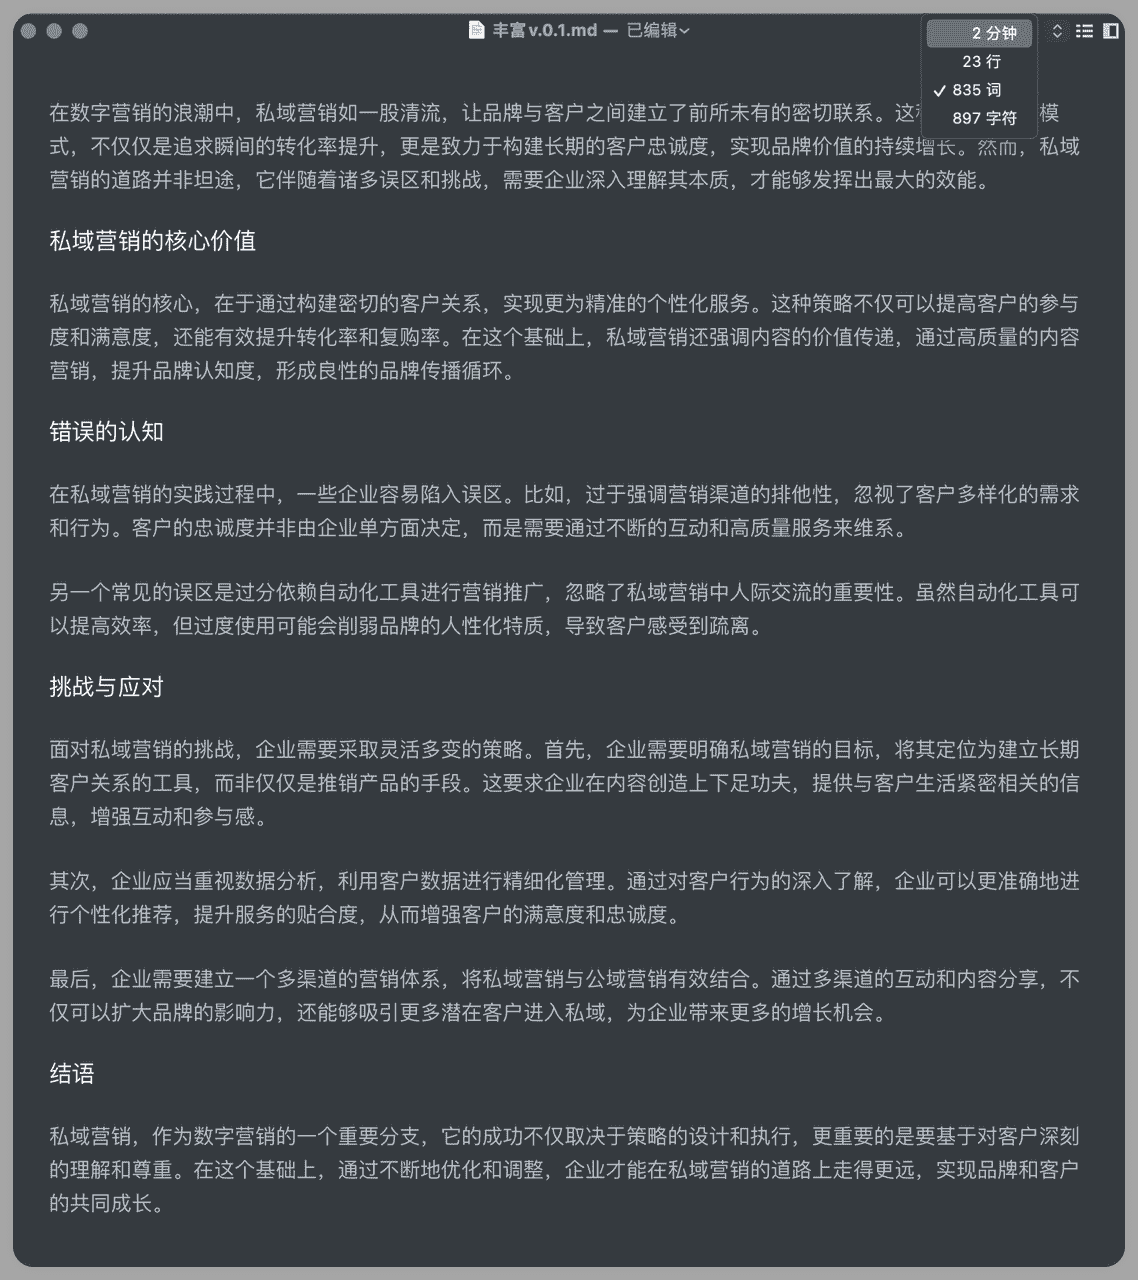 丰富v.0.1.md — 已编辑
2 分钟
23 行
835 词
897 字符
在数字营销的浪潮中，私域营销如一股清流，让品牌与客户之间建立了前所未有的密切联系。这 模
式，不仅仅是追求瞬间的转化率提升，更是致力于构建长期的客户忠诚度，实现品牌价值的持续增长。然而，私域
营销的道路并非坦途，它伴随着诸多误区和挑战，需要企业深入理解其本质，才能够发挥出最大的效能。
私域营销的核心价值
私域营销的核心，在于通过构建密切的客户关系，实现更为精准的个性化服务。这种策略不仅可以提高客户的参与
度和满意度，还能有效提升转化率和复购率。在这个基础上，私域营销还强调内容的价值传递，通过高质量的内容
营销，提升品牌认知度，形成良性的品牌传播循环。
错误的认知
在私域营销的实践过程中，一些企业容易陷入误区。比如，过于强调营销渠道的排他性，忽视了客户多样化的需求
和行为。客户的忠诚度并非由企业单方面决定，而是需要通过不断的互动和高质量服务来维系。
另一个常见的误区是过分依赖自动化工具进行营销推广，忽略了私域营销中人际交流的重要性。虽然自动化工具可
以提高效率，但过度使用可能会削弱品牌的人性化特质，导致客户感受到疏离。
挑战与应对
面对私域营销的挑战，企业需要采取灵活多变的策略。首先，企业需要明确私域营销的目标，将其定位为建立长期
客户关系的工具，而非仅仅是推销产品的手段。这要求企业在内容创造上下足功夫，提供与客户生活紧密相关的信
息，增强互动和参与感。
其次，企业应当重视数据分析，利用客户数据进行精细化管理。通过对客户行为的深入了解，企业可以更准确地进
行个性化推荐，提升服务的贴合度，从而增强客户的满意度和忠诚度。
最后，企业需要建立一个多渠道的营销体系，将私域营销与公域营销有效结合。通过多渠道的互动和内容分享，不
仅可以扩大品牌的影响力，还能够吸引更多潜在客户进入私域，为企业带来更多的增长机会。
结语
私域营销，作为数字营销的一个重要分支，它的成功不仅取决于策略的设计和执行，更重要的是要基于对客户深刻
的理解和尊重。在这个基础上，通过不断地优化和调整，企业才能在私域营销的道路上走得更远，实现品牌和客户
的共同成长。